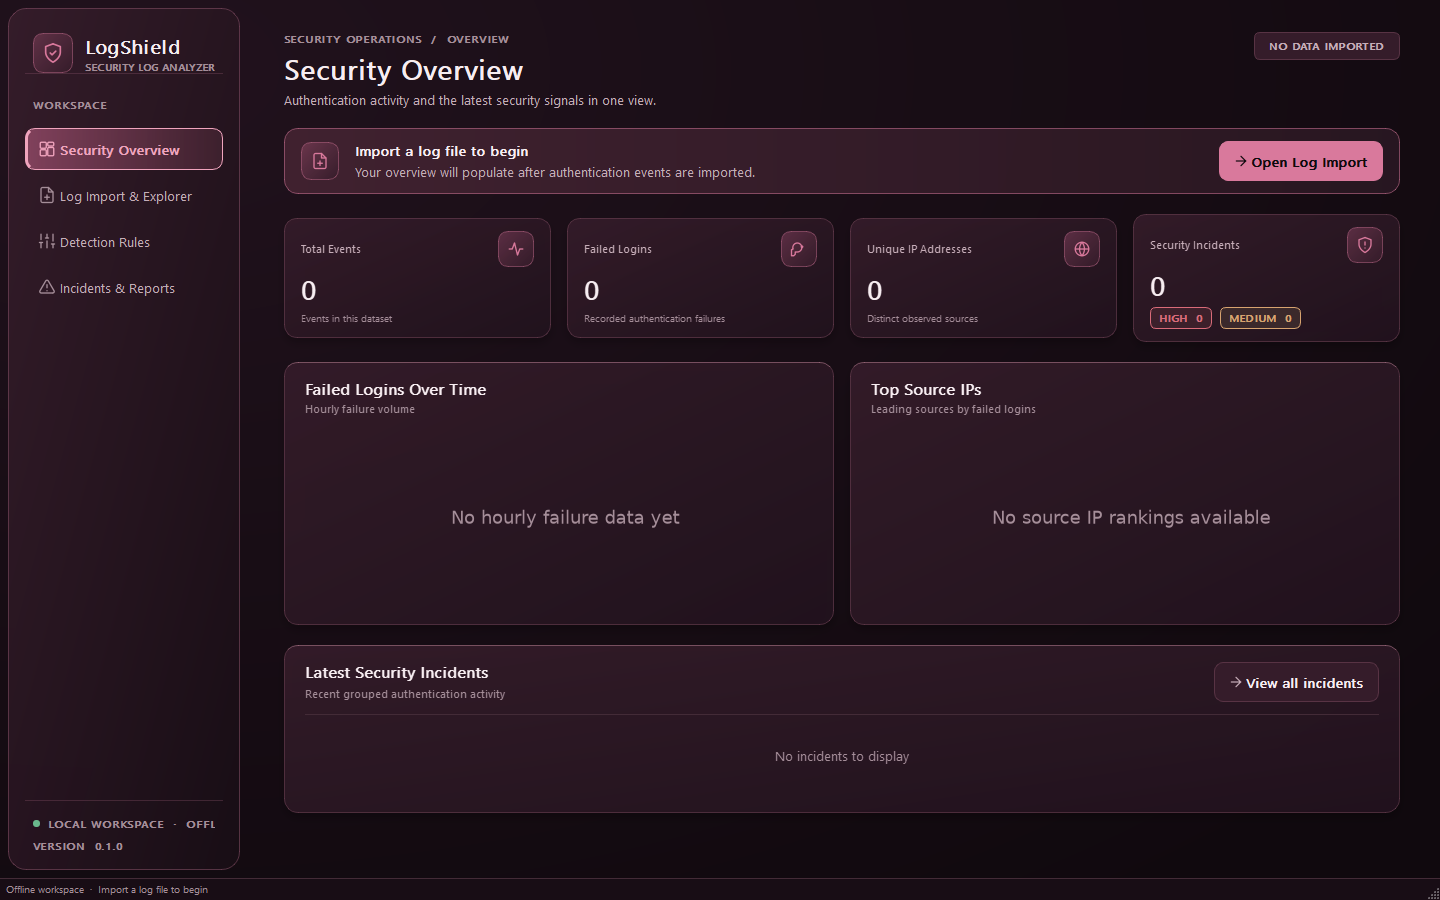 LogShield
SECURITY LOG ANALYZER
WORKSPACE
Security Overview
Log Import & Explorer
Detection Rules
Incidents & Reports
LOCAL WORKSPACE · OFFL
VERSION 0.1.0
SECURITY OPERATIONS / OVERVIEW
Security Overview
Authentication activity and the latest security signals in one view.
NO DATA IMPORTED
Import a log file to begin
Your overview will populate after authentication events are imported.
Open Log Import
Total Events
0
Events in this dataset
Failed Logins
0
Recorded authentication failures
Unique IP Addresses
0
Distinct observed sources
Security Incidents
0
HIGH 0
MEDIUM 0
Failed Logins Over Time
Hourly failure volume
No hourly failure data yet
Top Source IPs
Leading sources by failed logins
No source IP rankings available
Latest Security Incidents
Recent grouped authentication activity
View all incidents
No incidents to display
Offline workspace · Import a log file to begin